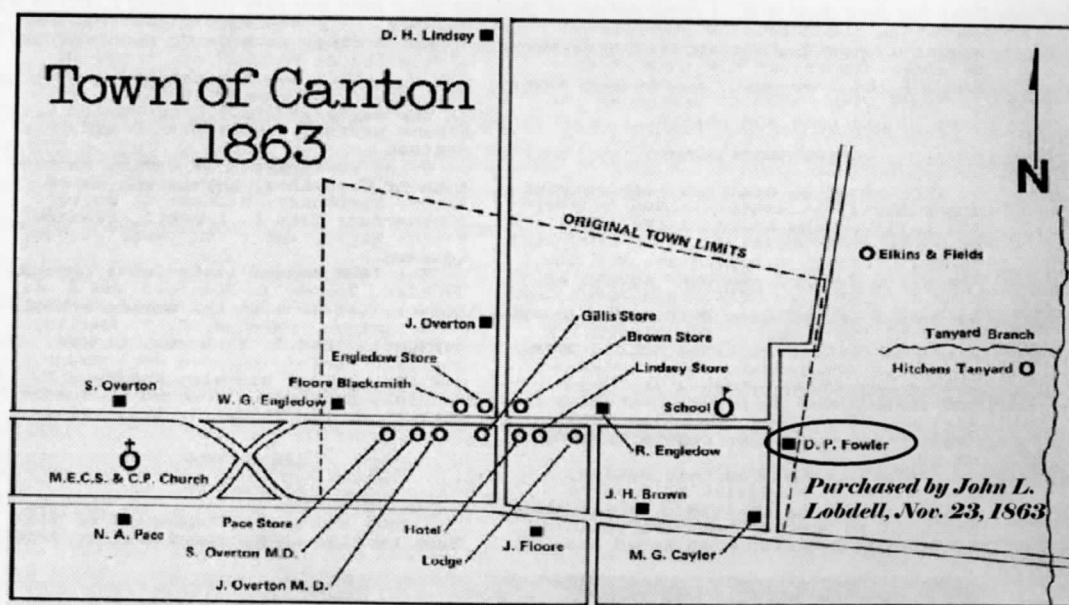 D. H. Lindsey
Town of Canton
1863
N
ORIGINAL TOWN LIMITS
Elkins & Fields
J. Overton
Gillis Store
Brown Store
Tanyard Branch
Engledow Store
Lindsey Store
Hitchens Tanyard
S. Overton
Floore Blacksmith
W. G. Engledow
School
R. Engledow
D. P. Fowler
M.E.C.S. & C.P. Church
J. H. Brown
Purchased by John L.
Lobdell, Nov. 23, 1863
N. A. Pace
Pace Store
Hotel
J. Floore
M. G. Cayler
S. Overton M.D.
Lodge
J. Overton M. D.